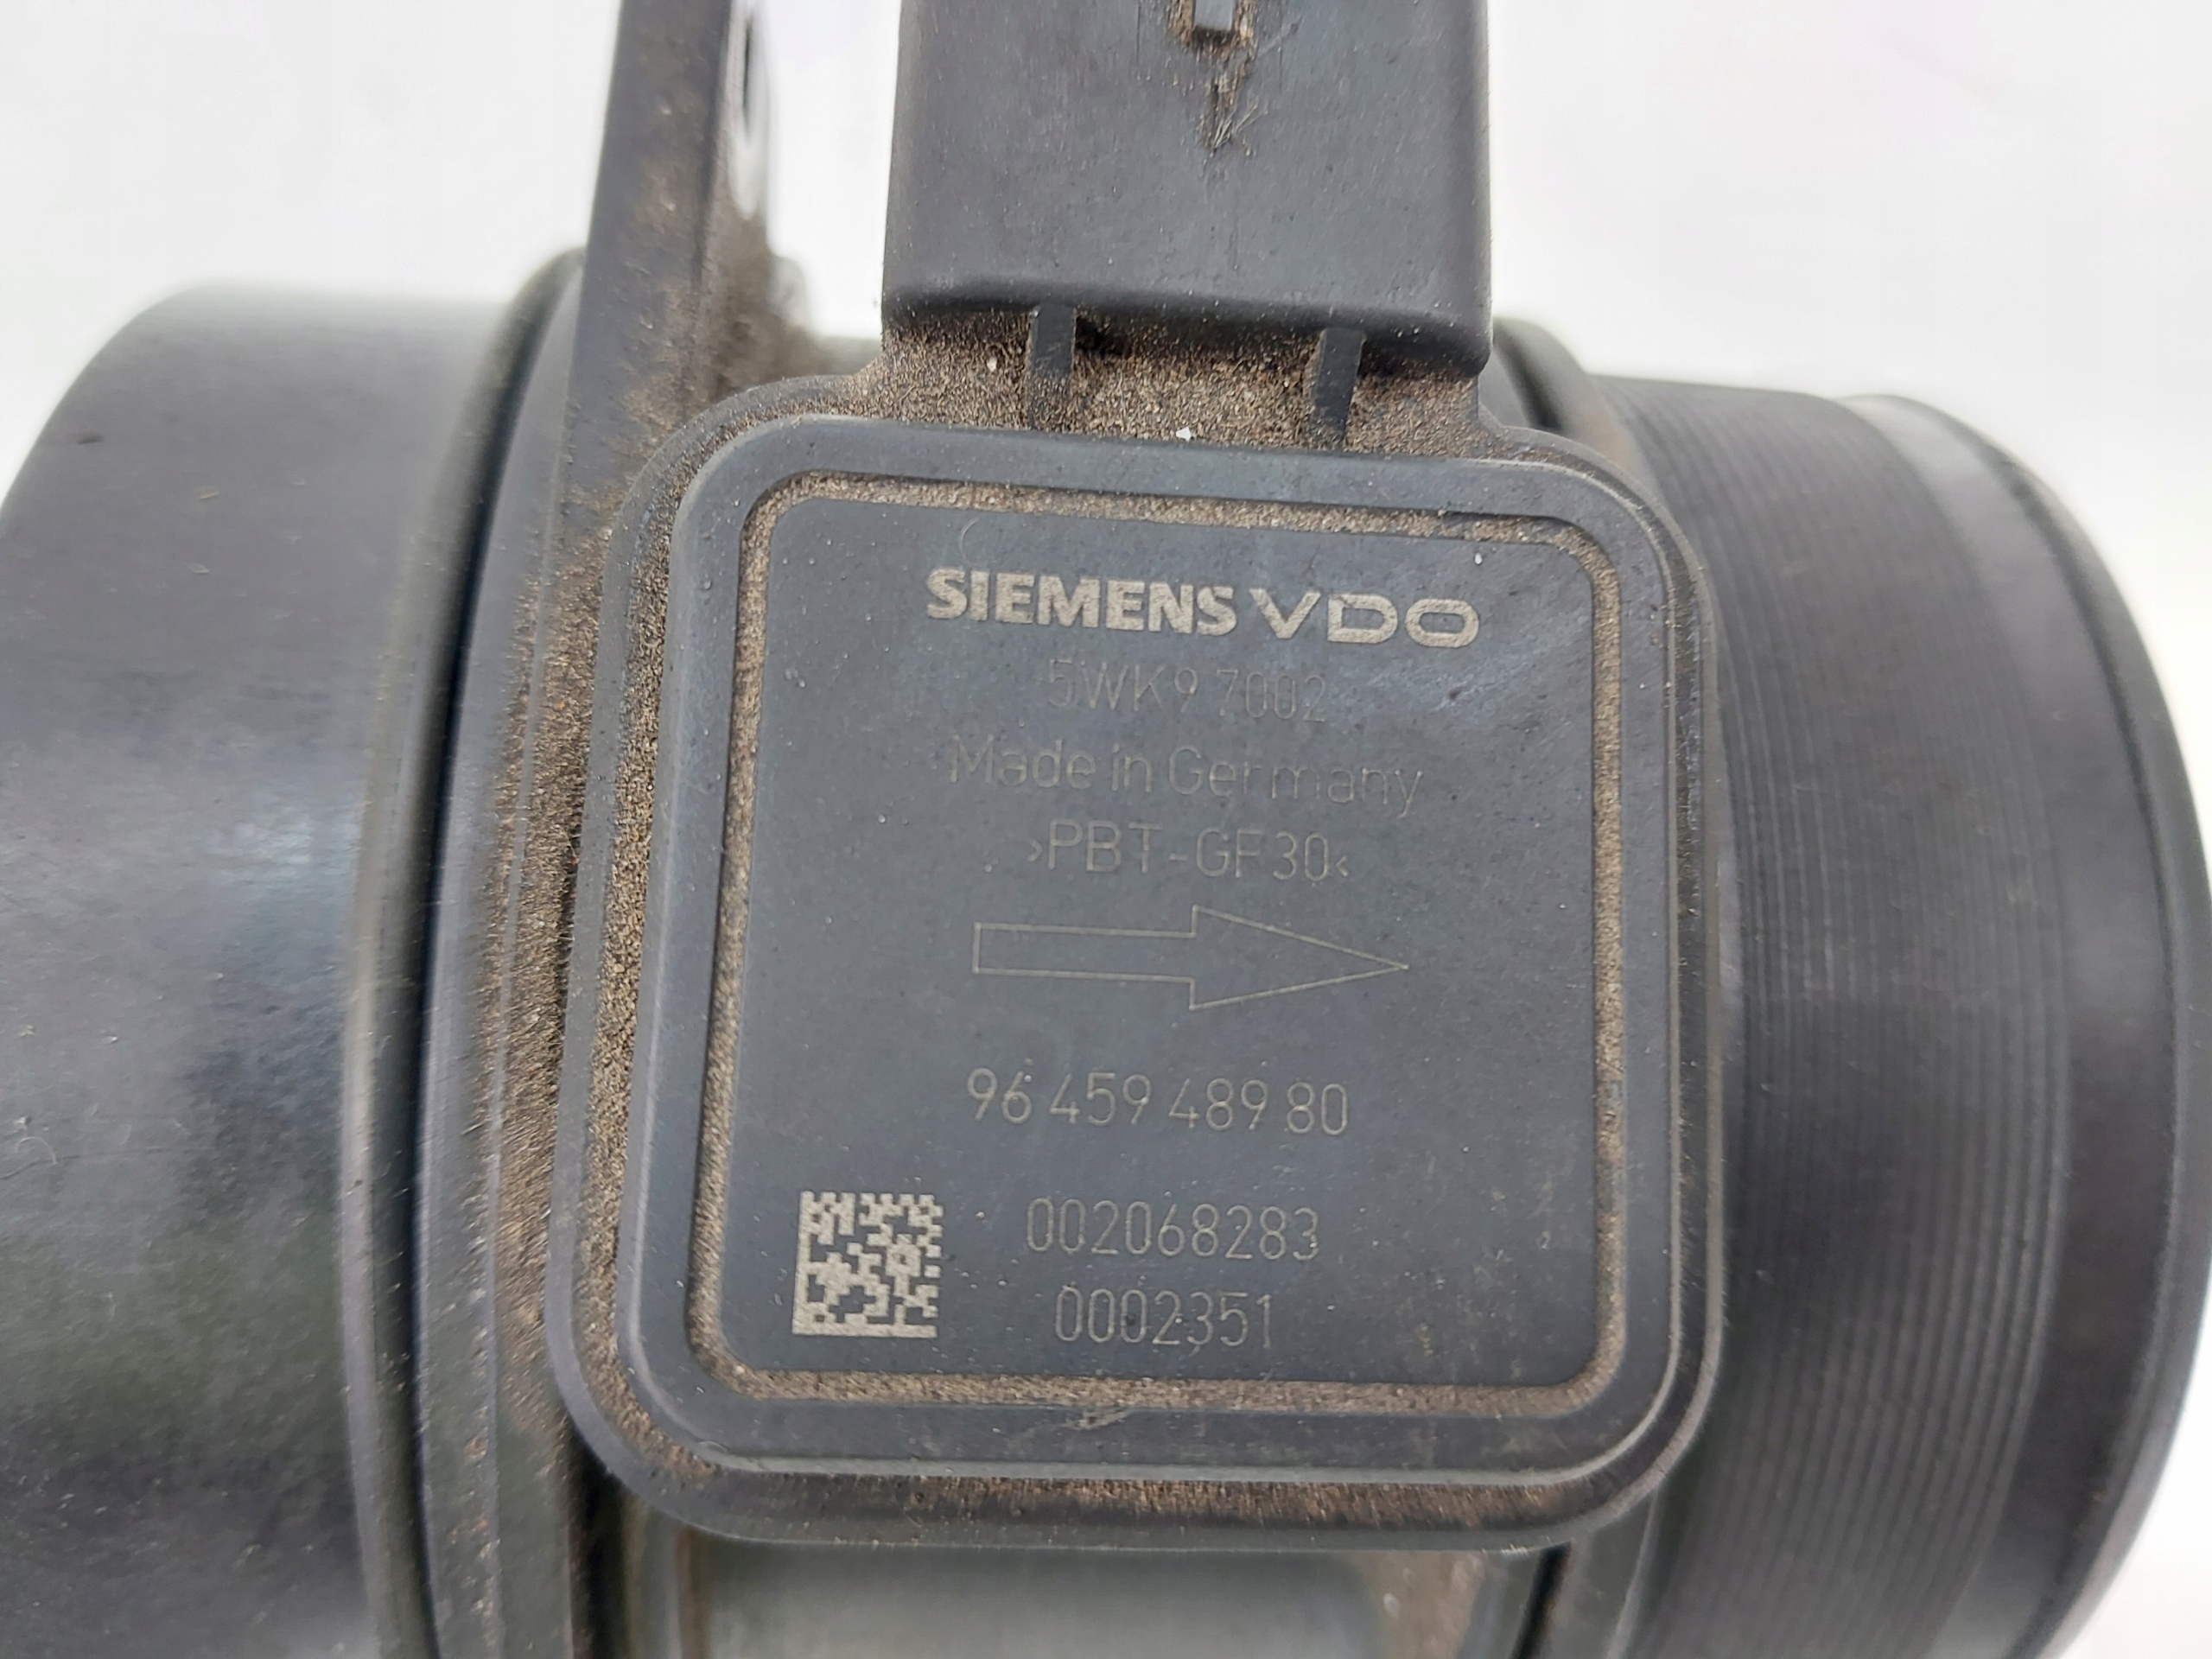 SIEMENS VDO
5WK9 7002
Made in Germany
>PBT-GF30<
96 459 489 80
002068283
0002351